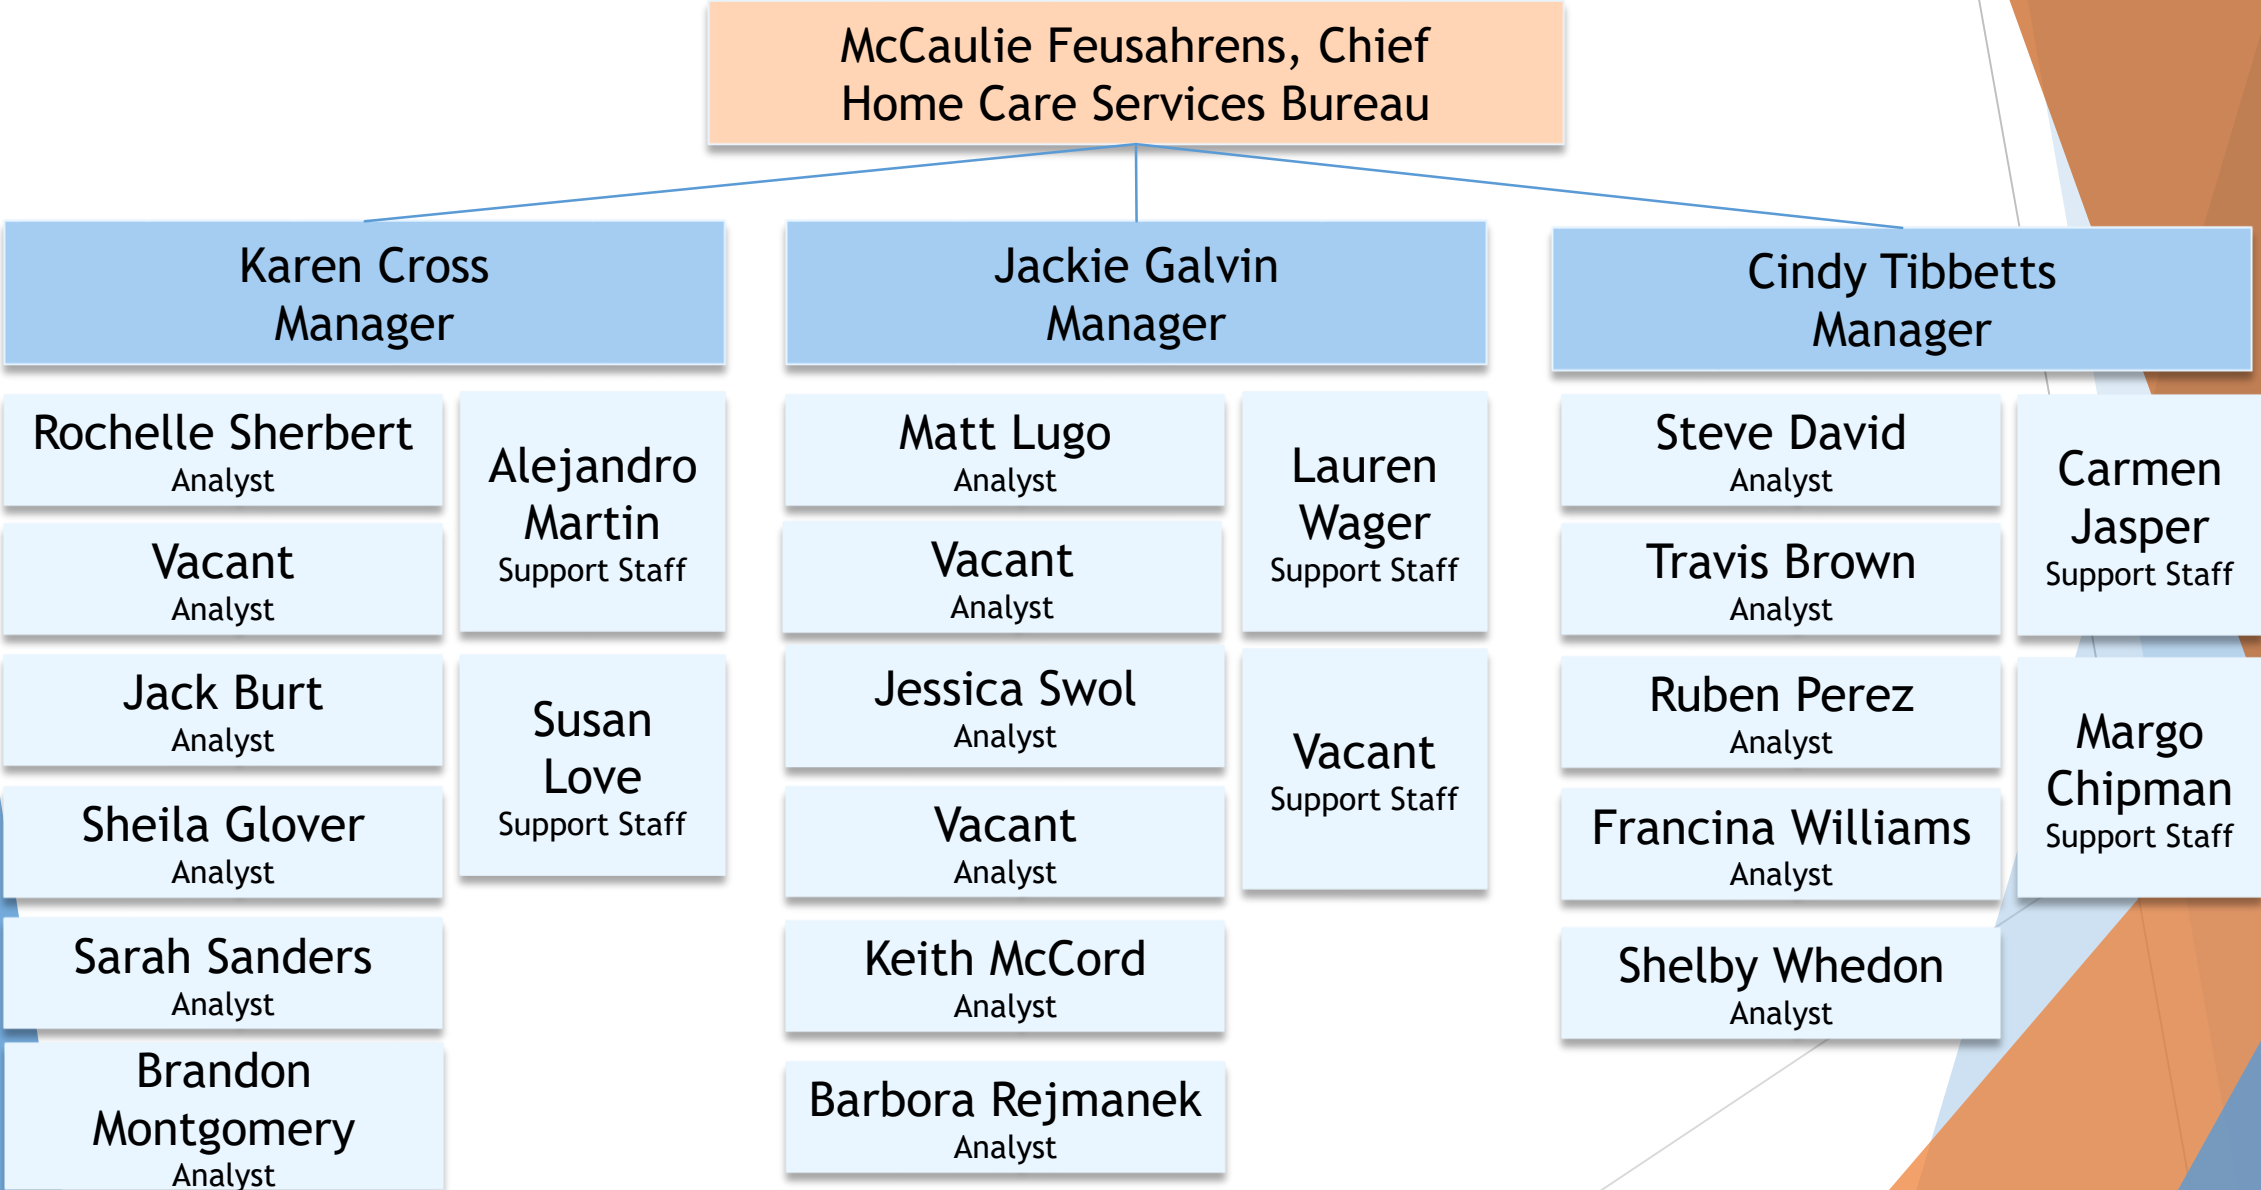 McCaulie Feusahrens, Chief
Home Care Services Bureau
Karen Cross
Manager
Rochelle Sherbert
Analyst
Vacant
Analyst
Jack Burt
Analyst
Sheila Glover
Analyst
Sarah Sanders
Analyst
Brandon
Montgomery
Analyst
Alejandro
Martin
Support Staff
Susan
Love
Support Staff
Jackie Galvin
Manager
Matt Lugo
Analyst
Vacant
Analyst
Jessica Swol
Analyst
Vacant
Analyst
Keith McCord
Analyst
Barbora Rejmanek
Analyst
Lauren
Wager
Support Staff
Vacant
Support Staff
Cindy Tibbetts
Manager
Steve David
Analyst
Travis Brown
Analyst
Ruben Perez
Analyst
Francina Williams
Analyst
Shelby Whedon
Analyst
Carmen
Jasper
Support Staff
Margo
Chipman
Support Staff